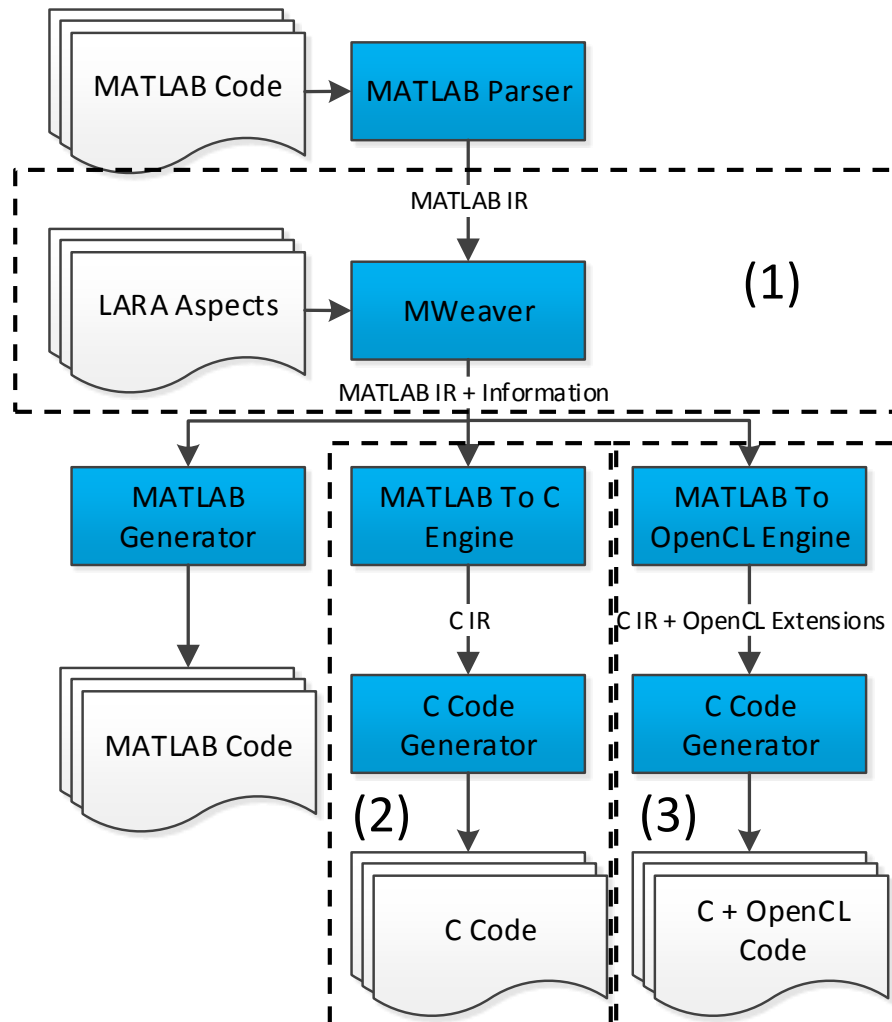 MATLAB Code
MATLAB Parser
MATLAB IR
LARA Aspects
MWeaver
(1)
MATLAB IR + Information
MATLAB
Generator
MATLAB To C
Engine
MATLAB To
OpenCL Engine
C IR
C IR + OpenCL Extensions
MATLAB Code
C Code
Generator
C Code
Generator
(2)
(3)
C Code
C + OpenCL
Code